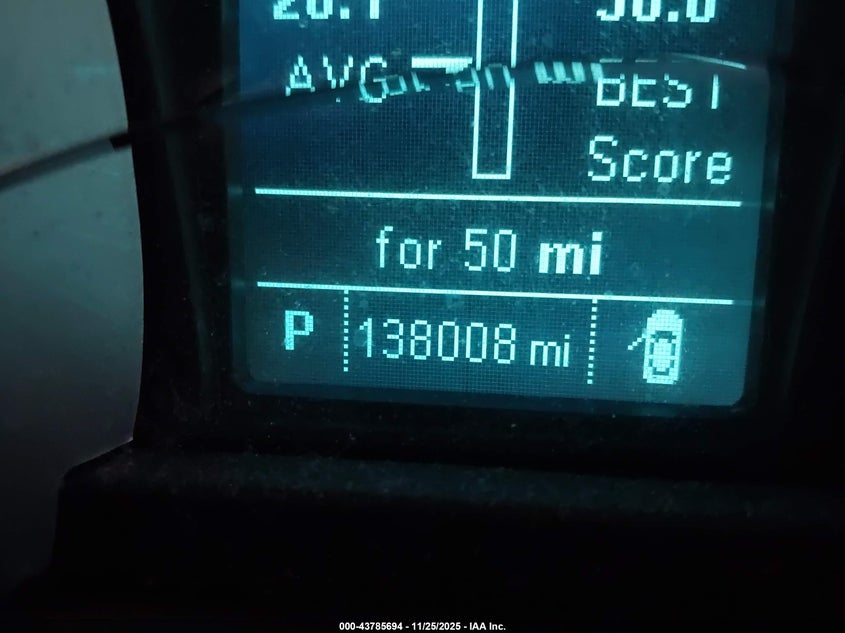 AVG BEST
Score
for 50 mi
P 138008 mi
000-43785694 - 11/25/2025 - IAA Inc.